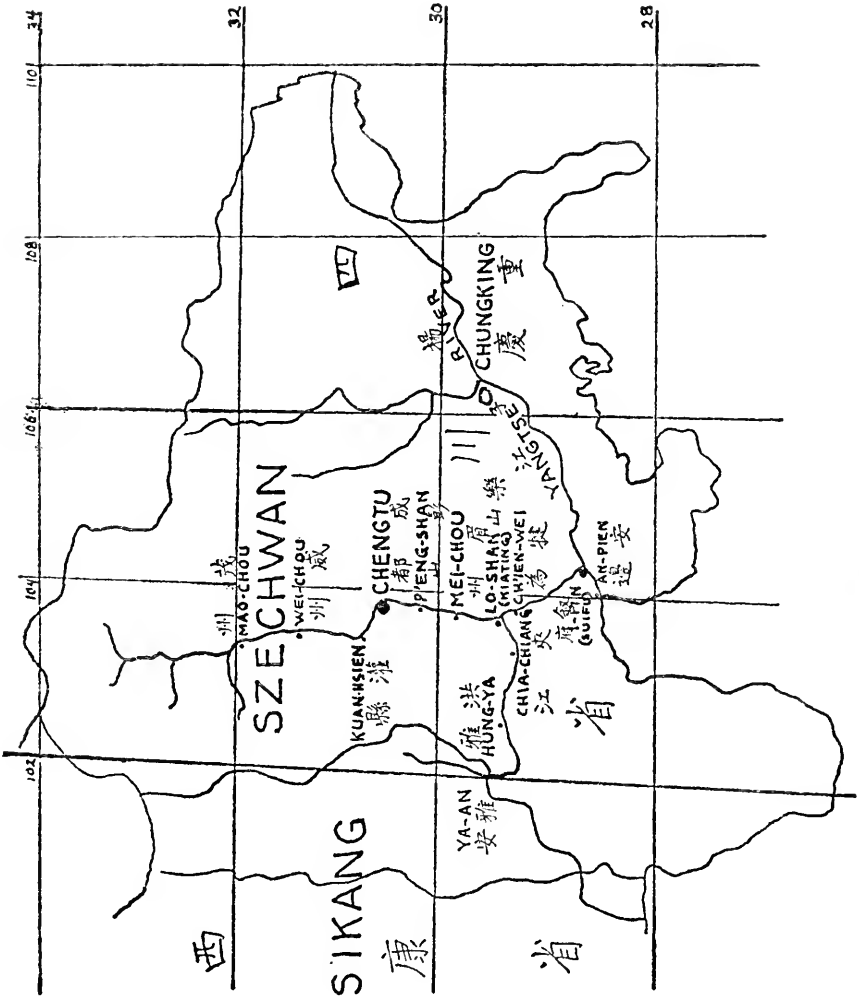 102
104
106
108
110
34
32
30
28
西
SIKANG
康
省
SZECHWAN
四
川
省
茂
州
MAO-CHOU
WEI-CHOU
威
州
KUAN-HSIEN
灌
縣
CHENGTU
成
都
P'ENG-SHAN
彭
山
MEI-CHOU
眉
州
樂
山
LO-SHAN
(KIATING)
CHIEN-WEI
為
洪
雅
HUNG-YA
CHIA-CHIANG
夾
江
YA-AN
雅
安
府
(SUIFU)
AN-PIEN
安
邊
揚
子
江
YANGTSE
RIVER
CHUNGKING
重
慶